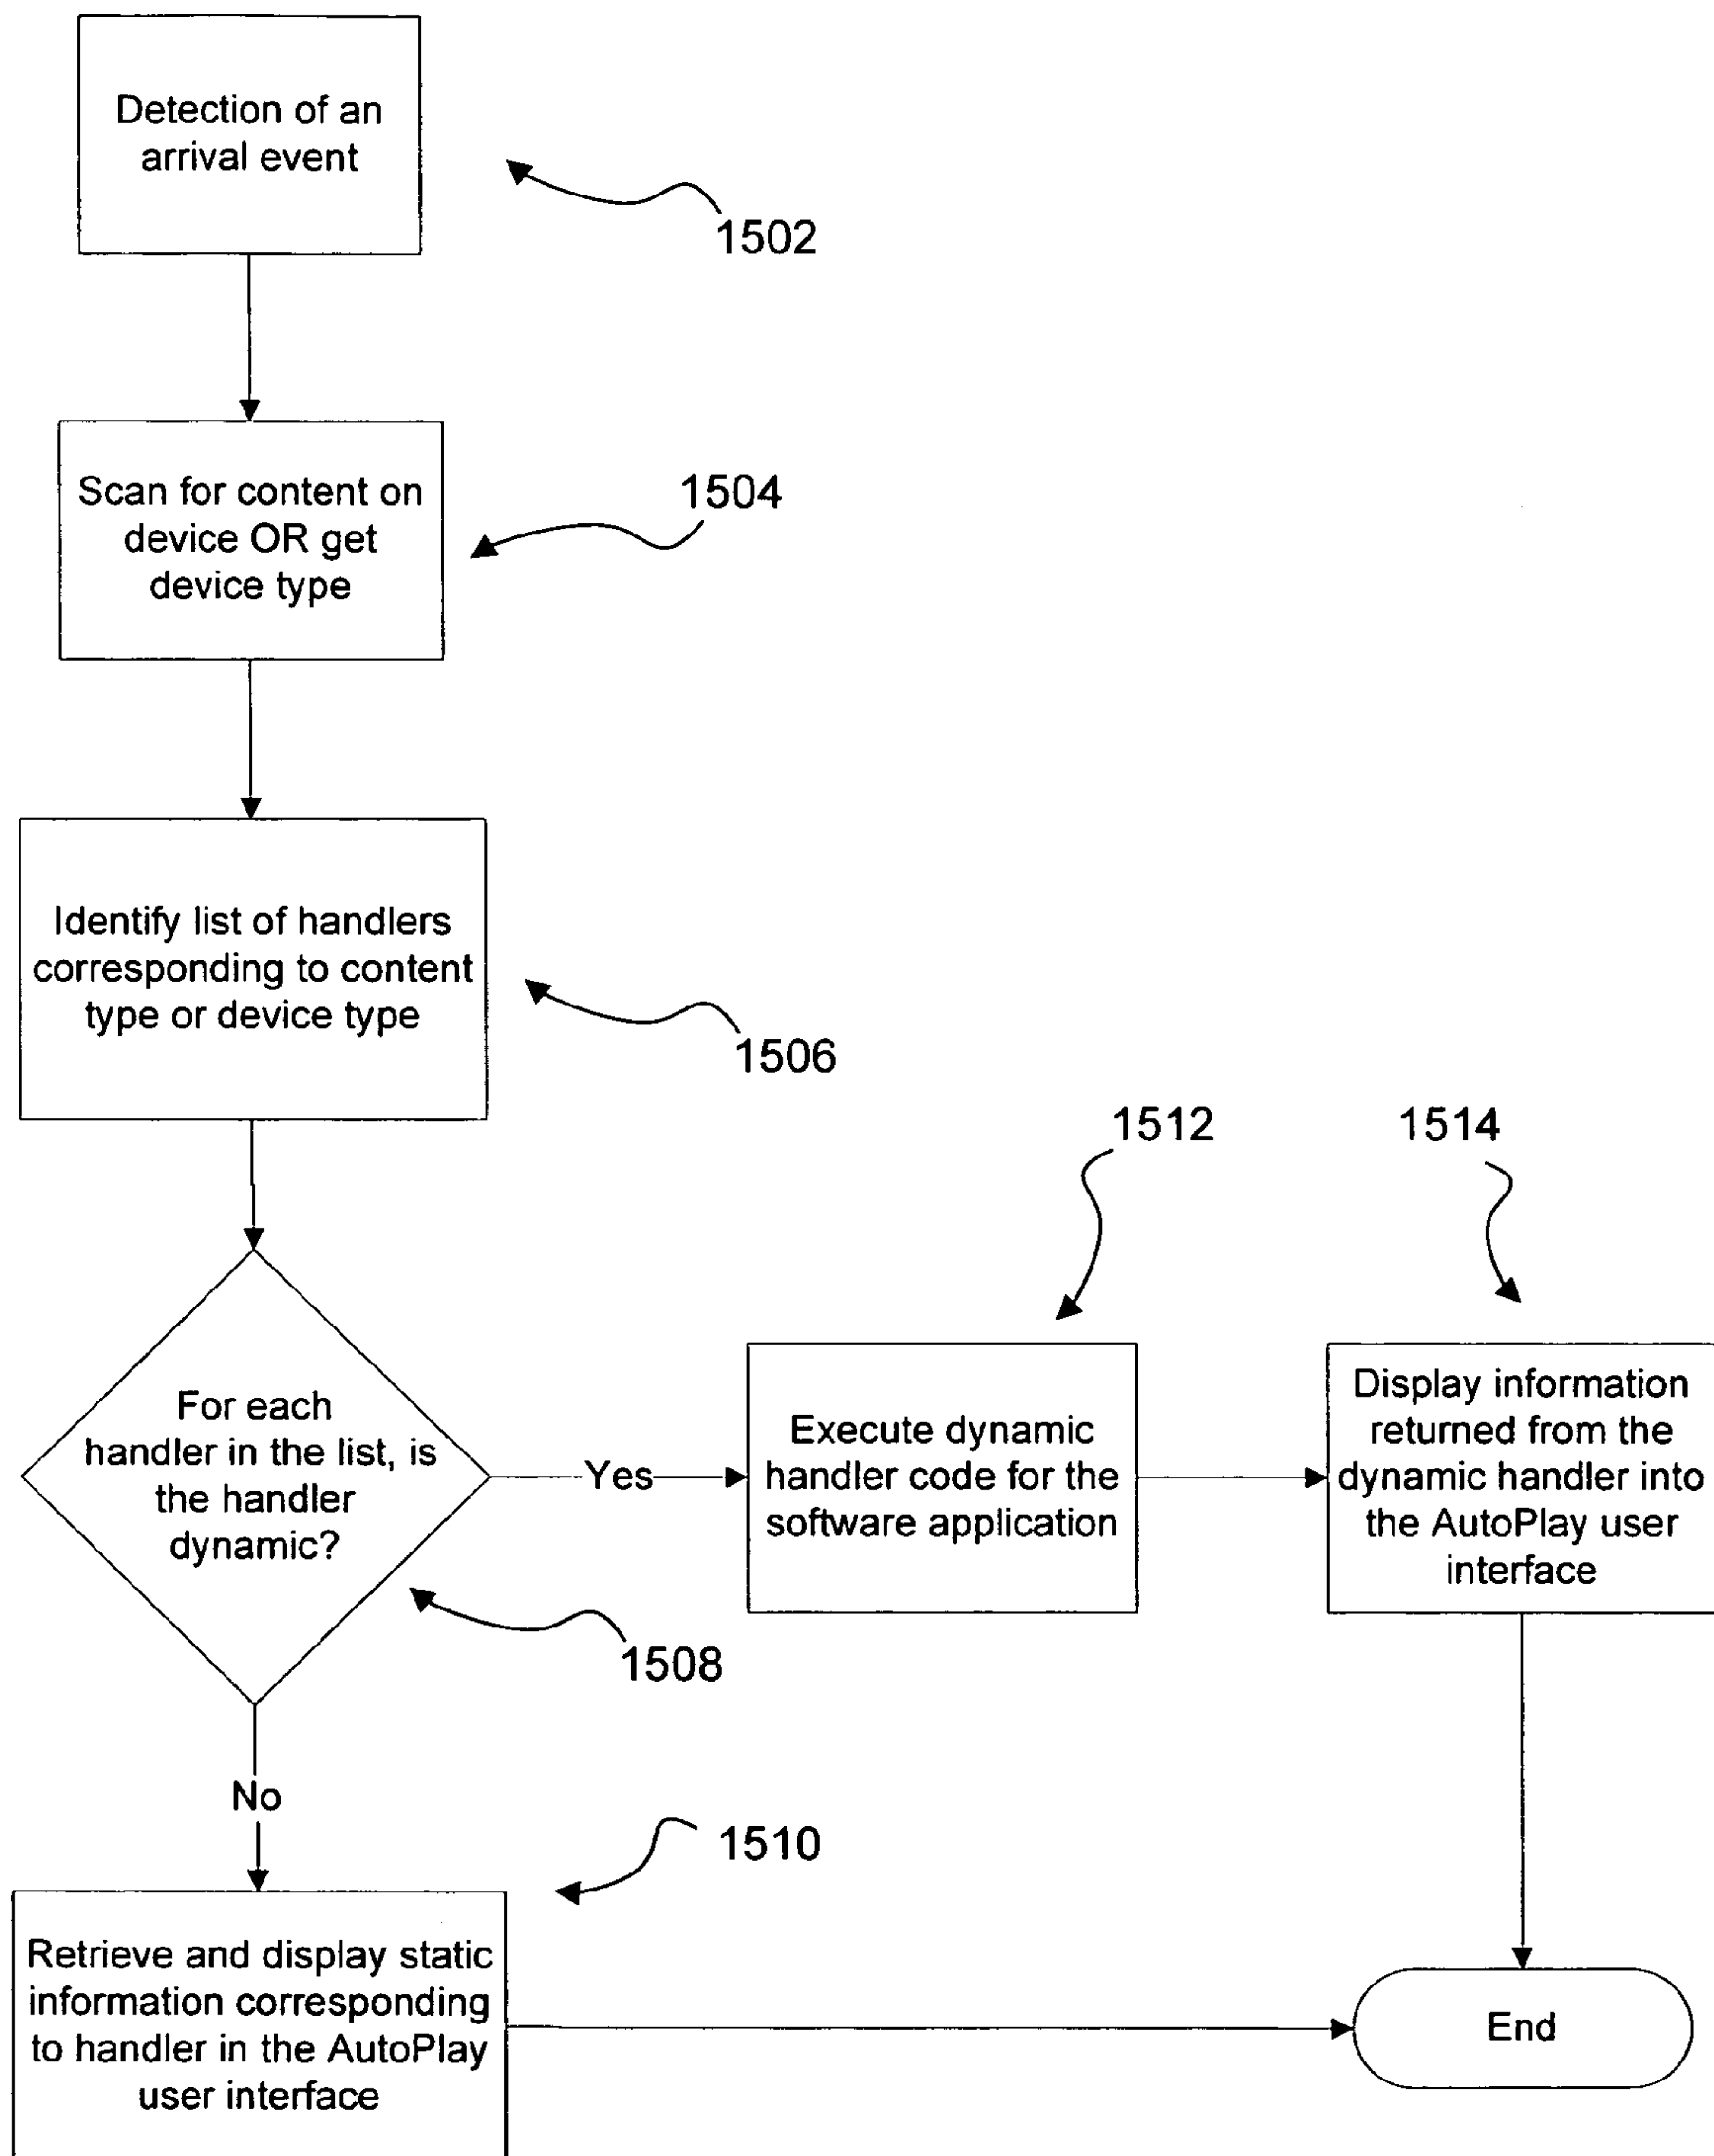 Detection of an
arrival event
1502
Scan for content on
device OR get
device type
1504
Identify list of handlers
corresponding to content
type or device type
1506
1512
1514
For each
handler in the list, is
the handler
dynamic?
Yes
Execute dynamic
handler code for the
software application
Display information
returned from the
dynamic handler into
the AutoPlay user
interface
1508
No
1510
Retrieve and display static
information corresponding
to handler in the AutoPlay
user interface
End